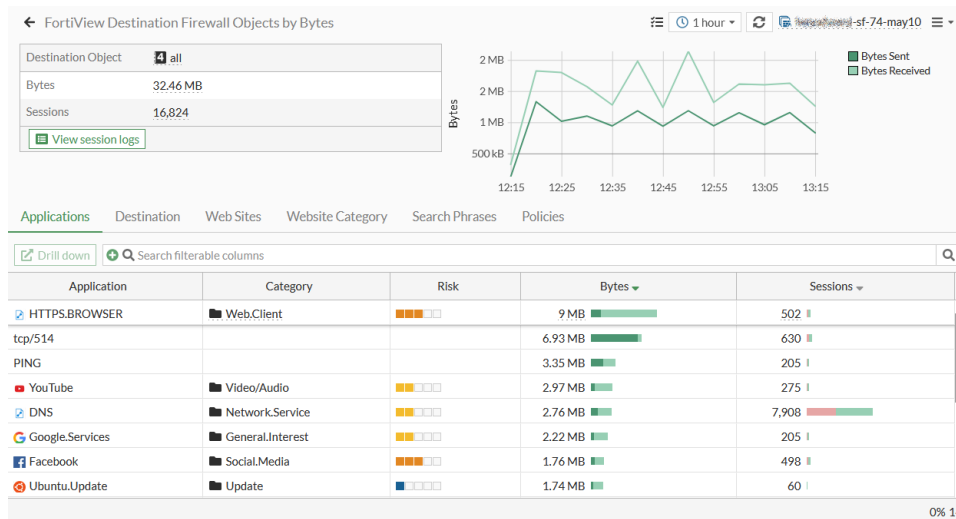 FortiView Destination Firewall Objects by Bytes
1 hour
-sf-74-may10
Destination Object
4 all
Bytes
32.46 MB
Sessions
16,824
View session logs
Bytes
2 MB
2 MB
1 MB
500 kB
12:15 12:25 12:35 12:45 12:55 13:05 13:15
Bytes Sent
Bytes Received
Applications Destination Web Sites Website Category Search Phrases Policies
Drill down Search filterable columns
Application Category Risk Bytes Sessions
HTTPS.BROWSER Web.Client 9 MB 502
tcp/514 6.93 MB 630
PING 3.35 MB 205
YouTube Video/Audio 2.97 MB 275
DNS Network.Service 2.76 MB 7,908
Google.Services General.Interest 2.22 MB 205
Facebook Social.Media 1.76 MB 498
Ubuntu.Update Update 1.74 MB 60
0%